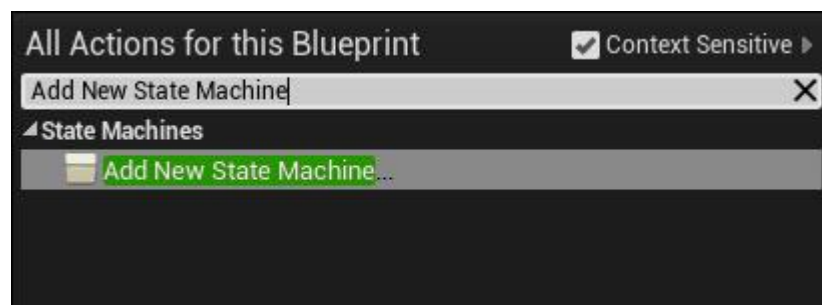 All Actions for this Blueprint Context Sensitive
Add New State Machine
State Machines
Add New State Machine...